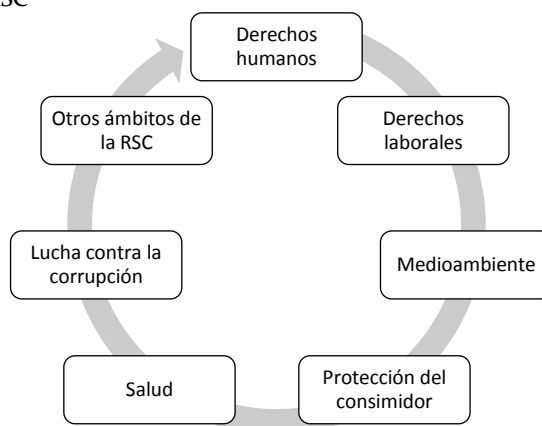 RSC
Derechos
humanos
Derechos
laborales
Medioambiente
Protección del
consimidor
Salud
Lucha contra la
corrupción
Otros ámbitos de
la RSC